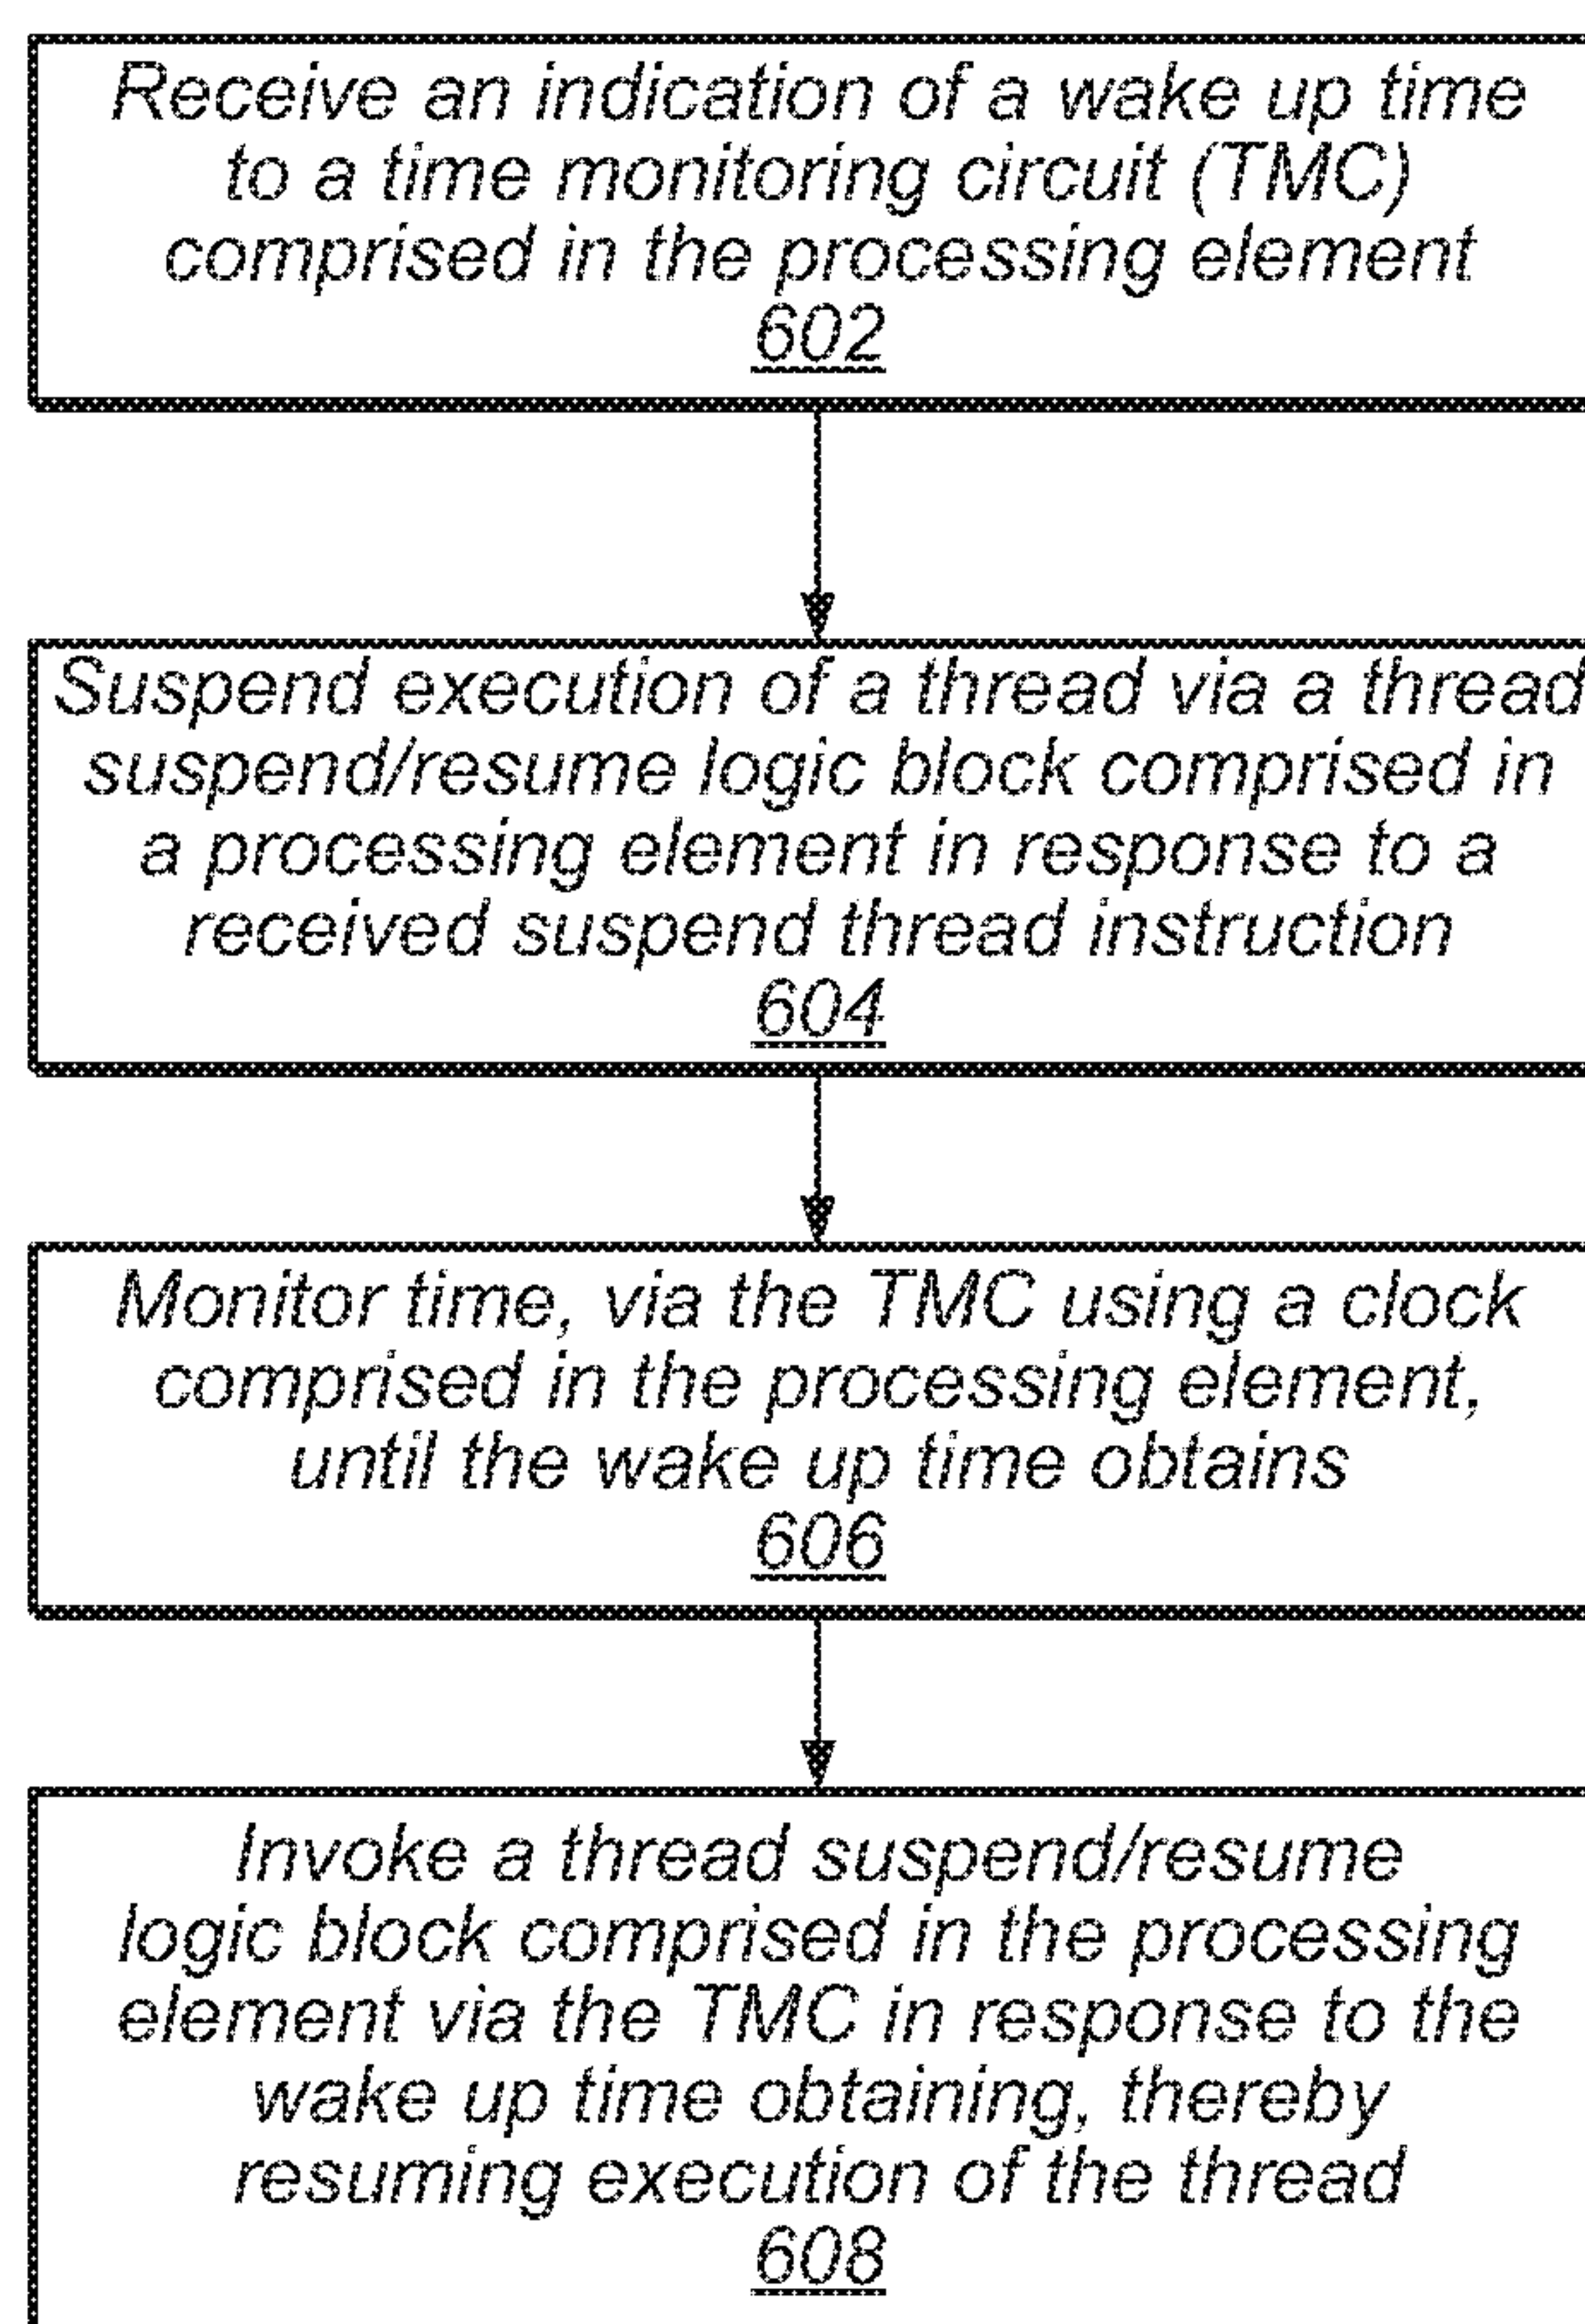 Receive an indication of a wake up time
to a time monitoring circuit (TMC)
comprised in the processing element
602
Suspend execution of a thread via a thread
suspend/resume logic block comprised in
a processing element in response to a
received suspend thread instruction
604
Monitor time, via the TMC using a clock
comprised in the processing element,
until the wake up time obtains
606
Invoke a thread suspend/resume
logic block comprised in the processing
element via the TMC in response to the
wake up time obtaining, thereby
resuming execution of the thread
608